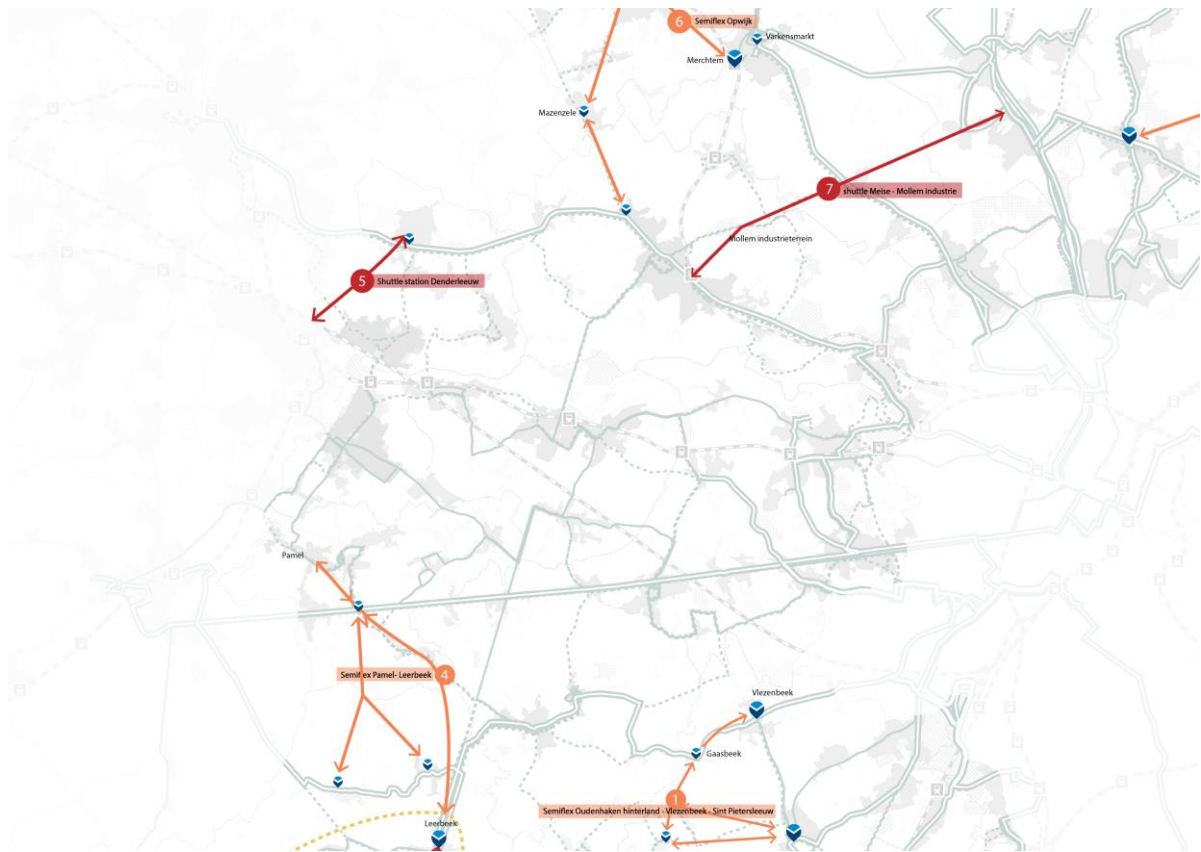 6
Semiflex Opwijk
Varkensmarkt
Merchtem
Mazenzele
7
shuttle Meise - Mollem industrie
Mollem industrieterrein
5
Shuttle station Denderleeuw
Pamel
Semiflex Pamel- Leerbeek
4
Vlezenbeek
Gaasbeek
1
Semiflex Oudenhaken hinterland - Vlezenbeek - Sint Pietersleeuw
Leerbeek